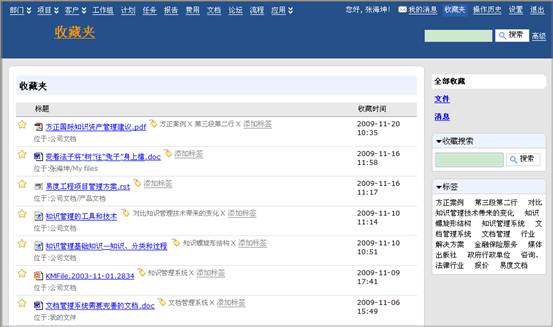 部门 项目 客户 工作组 计划 任务 报告 费用 文档 论坛 流程 应用 您好, 张海坤! 我的消息 收藏夹 操作历史 设置 退出
收藏夹
搜索 高级
收藏夹
标题 收藏时间
方正国际知识资产管理建议.pdf 方正案例 X 第三段第二行 X 添加标签 2009-11-20 10:35
位于:公司文档
变着法子将"树"往"兔子"身上撞.doc 添加标签 2009-11-16 11:58
位于:张海坤/My files
易度工程项目管理方案.rst 添加标签 2009-11-16 11:17
位于:公司文档/产品文档
知识管理的工具和技术 对比知识管理技术带来的变化 X 添加标签 2009-11-10 11:14
位于:公司文档
知识管理基础知识—知识、分类和过程 知识螺旋形结构 X 添加标签 2009-11-10 10:51
位于:公司文档
KMFile.2003-11-01.2834 知识管理系统 X 添加标签 2009-11-09 17:41
位于:公司文档
文档管理系统需要完善的文档.doc 文档管理系统 X 添加标签 2009-11-06 15:49
位于:我的文件
全部收藏
文件
消息
收藏搜索
搜索
标签
方正案例 第三段第二行 对比
知识管理技术带来的变化 知识
螺旋形结构 知识管理系统 文
档管理系统 文档管理 行业
解决方案 金融保险服务 媒体
出版社 政府行政单位 咨询、
法律行业 报价 易度文档